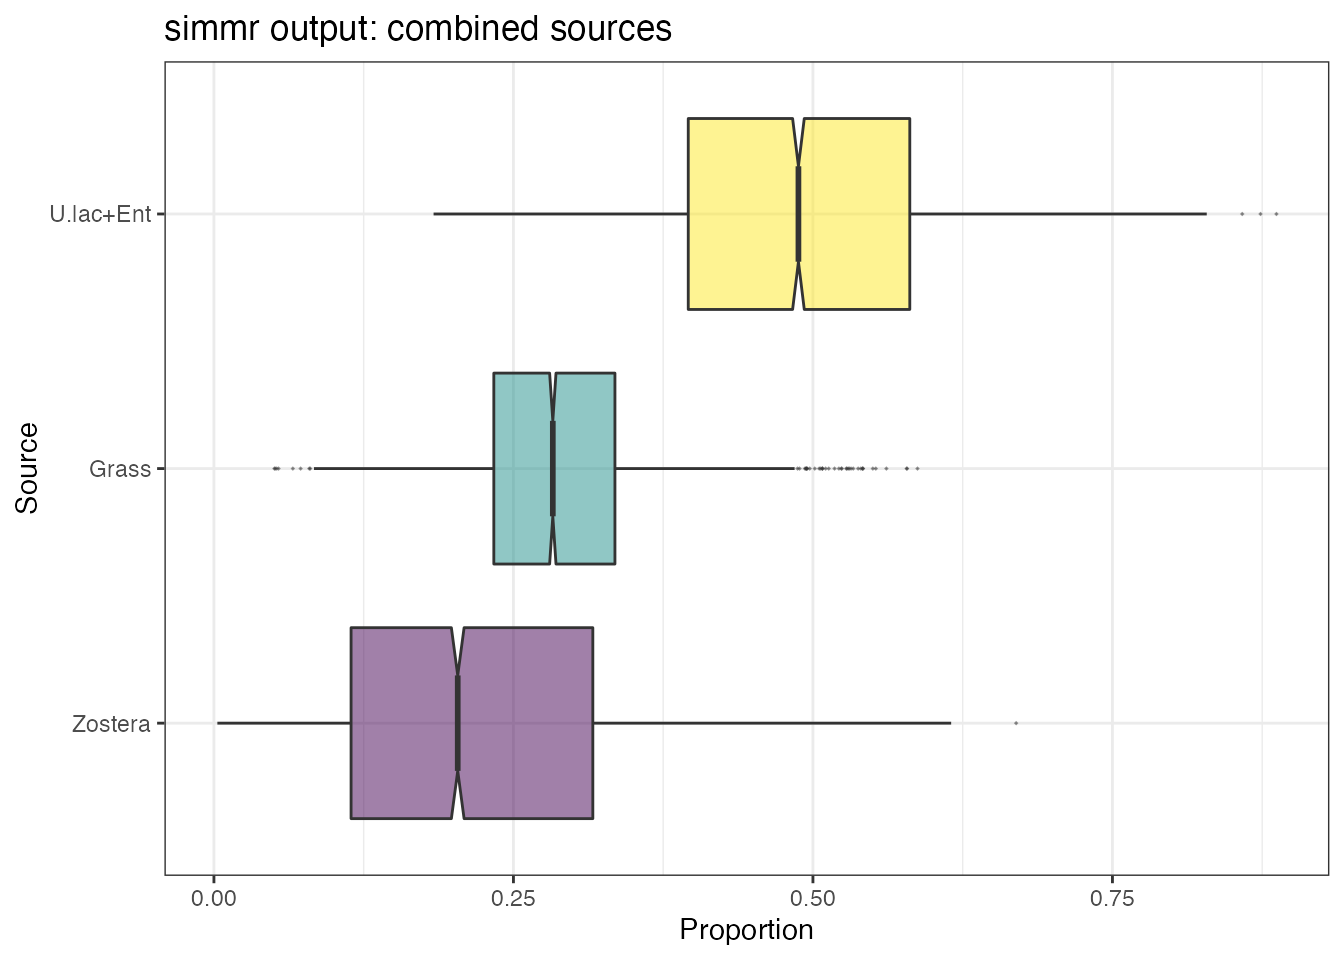 simmr output: combined sources
U.lac+Ent
Grass
Zostera
Source
0.00 0.25 0.50 0.75
Proportion